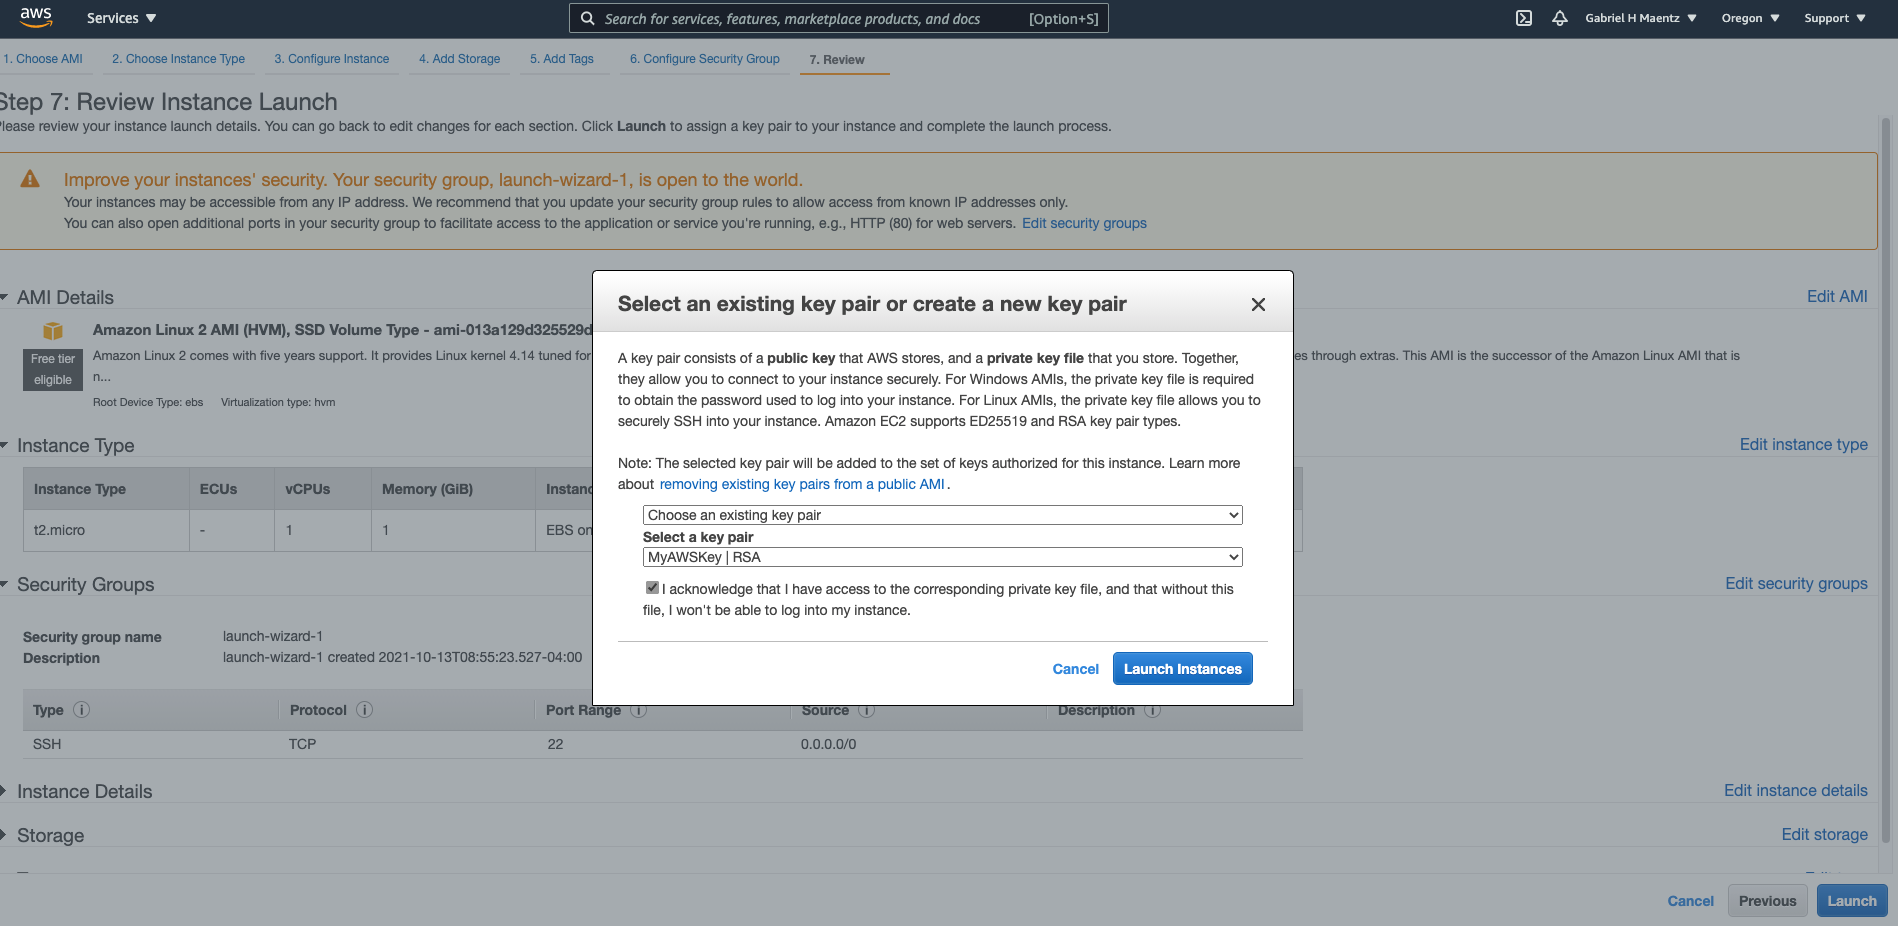 aws
Services
Search for services, features, marketplace products, and docs [Option+S]
Gabriel H Maentz
Oregon
Support
1. Choose AMI
2. Choose Instance Type
3. Configure Instance
4. Add Storage
5. Add Tags
6. Configure Security Group
7. Review
Step 7: Review Instance Launch
Please review your instance launch details. You can go back to edit changes for each section. Click Launch to assign a key pair to your instance and complete the launch process.
Improve your instances' security. Your security group, launch-wizard-1, is open to the world.
Your instances may be accessible from any IP address. We recommend that you update your security group rules to allow access from known IP addresses only.
You can also open additional ports in your security group to facilitate access to the application or service you're running, e.g., HTTP (80) for web servers. Edit security groups
AMI Details
Edit AMI
Amazon Linux 2 AMI (HVM), SSD Volume Type - ami-013a129d325529d
Free tier
eligible
Amazon Linux 2 comes with five years support. It provides Linux kernel 4.14 tuned for
es through extras. This AMI is the successor of the Amazon Linux AMI that is
n...
Root Device Type: ebs Virtualization type: hvm
Instance Type
Edit instance type
Instance Type ECUs vCPUs Memory (GiB) Instanc
t2.micro - 1 1 EBS on
Security Groups
Edit security groups
Security group name launch-wizard-1
Description launch-wizard-1 created 2021-10-13T08:55:23.527-04:00
Type Protocol Port Range Source Description
SSH TCP 22 0.0.0.0/0
Instance Details
Edit instance details
Storage
Edit storage
Cancel Previous Launch
Select an existing key pair or create a new key pair
A key pair consists of a public key that AWS stores, and a private key file that you store. Together,
they allow you to connect to your instance securely. For Windows AMIs, the private key file is required
to obtain the password used to log into your instance. For Linux AMIs, the private key file allows you to
securely SSH into your instance. Amazon EC2 supports ED25519 and RSA key pair types.
Note: The selected key pair will be added to the set of keys authorized for this instance. Learn more
about removing existing key pairs from a public AMI .
Choose an existing key pair
Select a key pair
MyAWSKey | RSA
I acknowledge that I have access to the corresponding private key file, and that without this
file, I won't be able to log into my instance.
Cancel Launch Instances